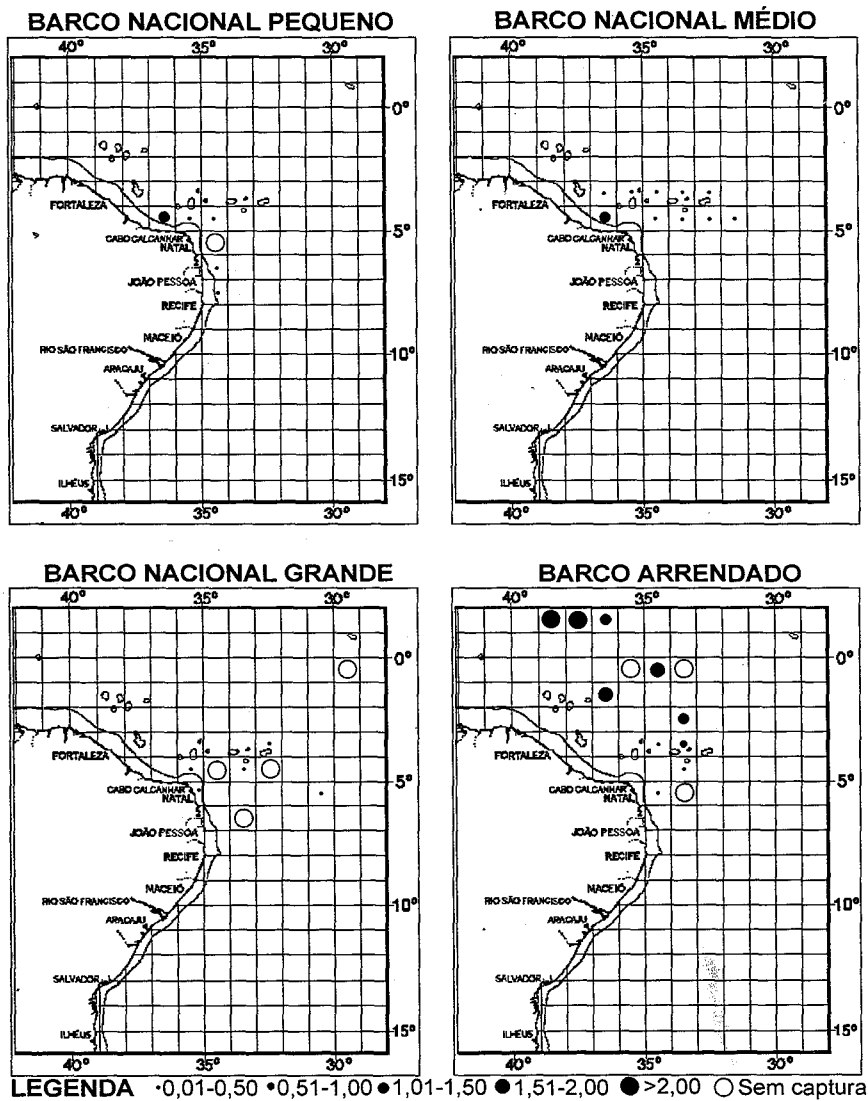 BARCO NACIONAL PEQUENO
40° 35° 30°
0°
FORTALEZA
5°
CABO CALCANHAR
NATAL
JOÃO PESSOA
RECIFE
MACEIÓ
RIO SÃO FRANCISCO
10°
ARACAJU
SALVADOR
ILHÉUS
15°
40° 35° 30°
BARCO NACIONAL MÉDIO
40° 35° 30°
0°
FORTALEZA
5°
CABO CALCANHAR
NATAL
JOÃO PESSOA
RECIFE
MACEIÓ
RIO SÃO FRANCISCO
10°
ARACAJU
SALVADOR
ILHÉUS
15°
40° 35° 30°
BARCO NACIONAL GRANDE
40° 35° 30°
0°
FORTALEZA
5°
CABO CALCANHAR
NATAL
JOÃO PESSOA
RECIFE
MACEIÓ
RIO SÃO FRANCISCO
10°
ARACAJU
SALVADOR
ILHÉUS
15°
40° 35° 30°
BARCO ARRENDADO
40° 35° 30°
0°
FORTALEZA
5°
CABO CALCANHAR
NATAL
JOÃO PESSOA
RECIFE
MACEIÓ
RIO SÃO FRANCISCO
10°
ARACAJU
SALVADOR
ILHÉUS
15°
40° 35° 30°
LEGENDA 0,01-0,50 0,51-1,00 1,01-1,50 1,51-2,00 >2,00 Sem captura